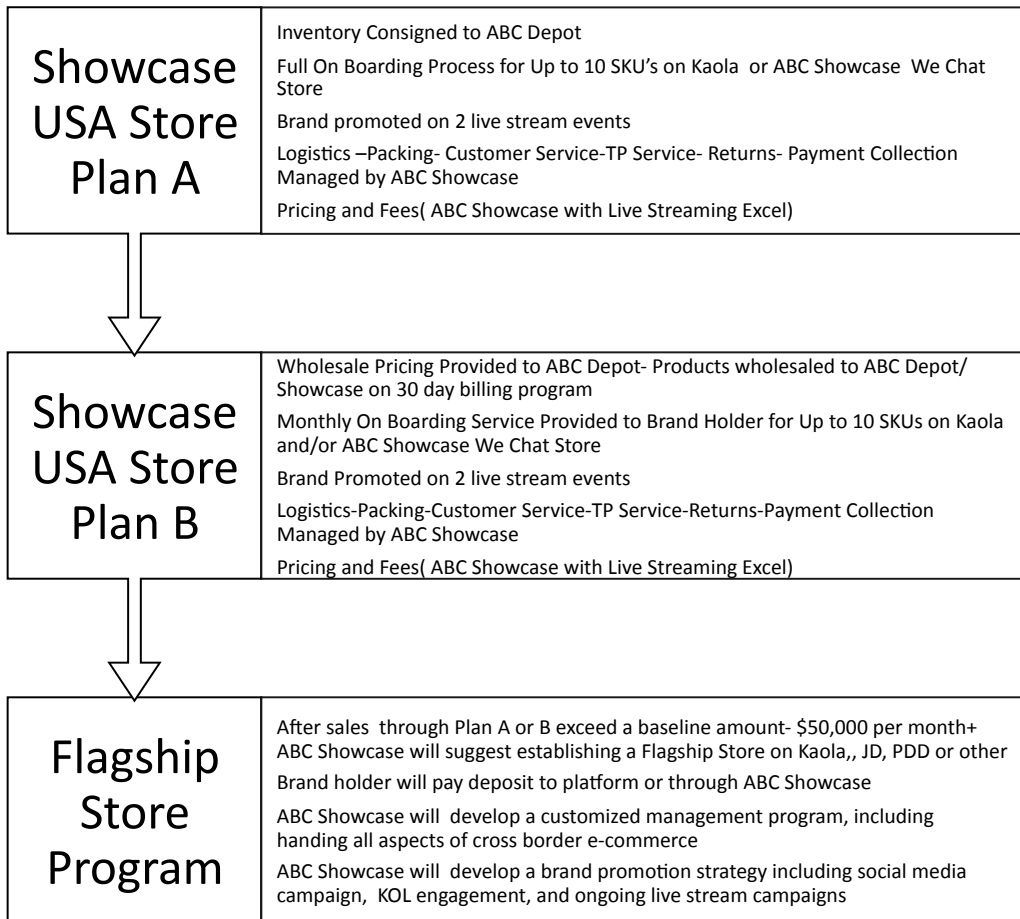 Showcase
USA Store
Plan A
Inventory Consigned to ABC Depot
Full On Boarding Process for Up to 10 SKU's on Kaola  or ABC Showcase  We Chat
Store
Brand promoted on 2 live stream events
Logistics –Packing- Customer Service-TP Service- Returns- Payment Collection
Managed by ABC Showcase
Pricing and Fees( ABC Showcase with Live Streaming Excel)
Showcase
USA Store
Plan B
Wholesale Pricing Provided to ABC Depot- Products wholesaled to ABC Depot/
Showcase on 30 day billing program
Monthly On Boarding Service Provided to Brand Holder for Up to 10 SKUs on Kaola
and/or ABC Showcase We Chat Store
Brand Promoted on 2 live stream events
Logistics-Packing-Customer Service-TP Service-Returns-Payment Collection
Managed by ABC Showcase
Pricing and Fees( ABC Showcase with Live Streaming Excel)
Flagship
Store
Program
After sales  through Plan A or B exceed a baseline amount- $50,000 per month+
ABC Showcase will suggest establishing a Flagship Store on Kaola,, JD, PDD or other
Brand holder will pay deposit to platform or through ABC Showcase
ABC Showcase will  develop a customized management program, including
handing all aspects of cross border e-commerce
ABC Showcase will  develop a brand promotion strategy including social media
campaign,  KOL engagement, and ongoing live stream campaigns